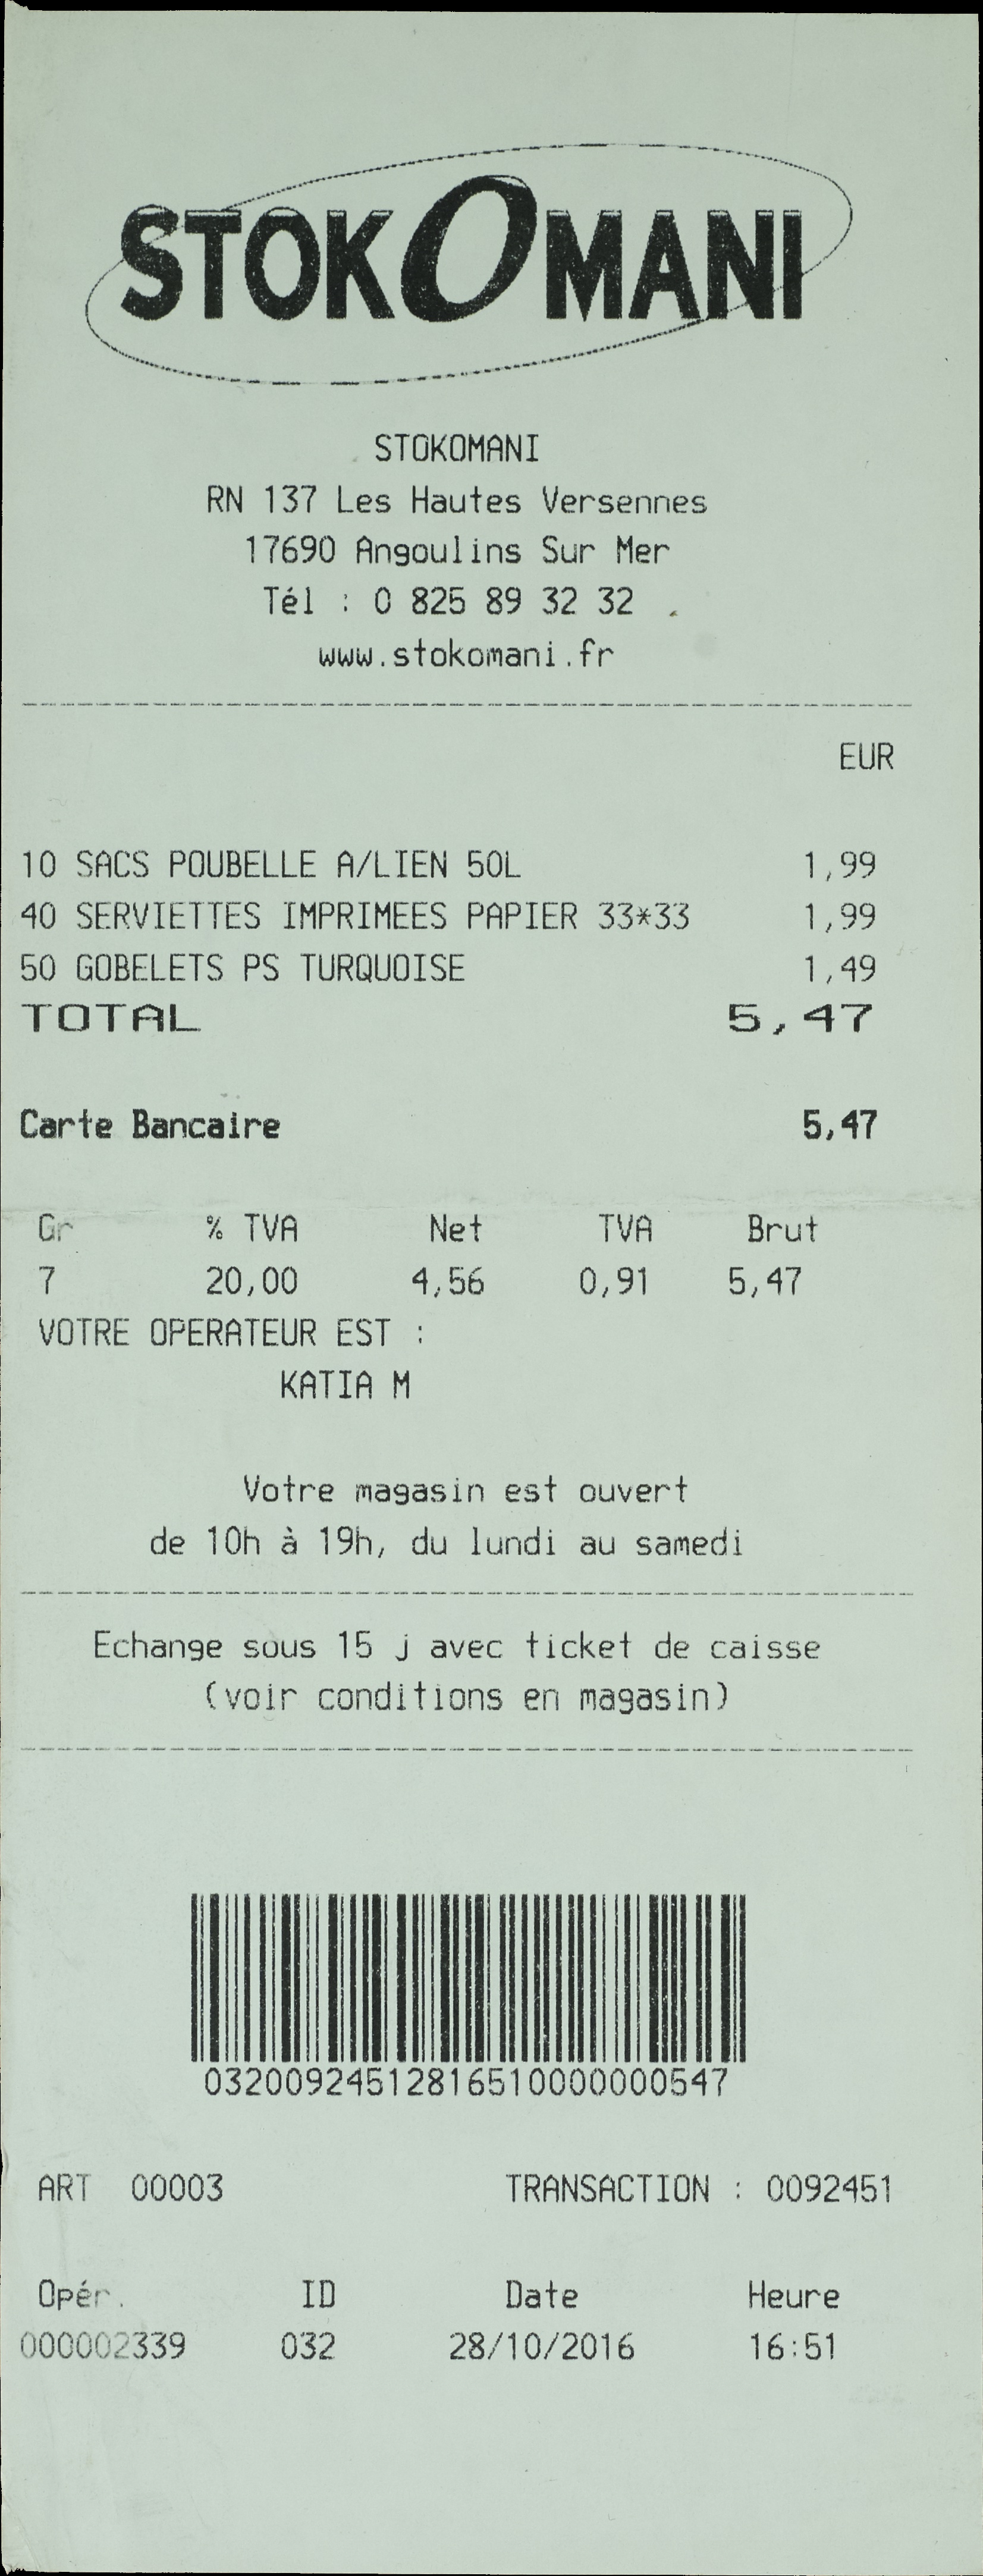 STOKOMANI
STOKOMANI
RN 137 Les Hautes Versennes
17690 Angoulins Sur Mer
Tél : 0 825 89 32 32
www.stokomani.fr
EUR
10 SACS POUBELLE A/LIEN 50L 1,99
40 SERVIETTES IMPRIMEES PAPIER 33*33 1,99
50 GOBELETS PS TURQUOISE 1,49
TOTAL 5,47
Carte Bancaire 5,47
Gr % TVA Net TVA Brut
7 20,00 4,56 0,91 5,47
VOTRE OPERATEUR EST :
KATIA M
Votre magasin est ouvert
de 10h à 19h, du lundi au samedi
Echange sous 15 j avec ticket de caisse
(voir conditions en magasin)
03200924512816510000000547
ART 00003 TRANSACTION : 0092451
Opér. ID Date Heure
000002339 032 28/10/2016 16:51